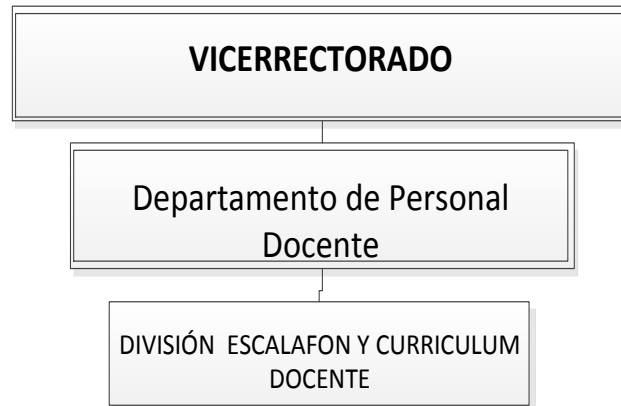 VICERRECTORADO
Departamento de Personal
Docente
DIVISIÓN ESCALAFON Y CURRICULUM
DOCENTE